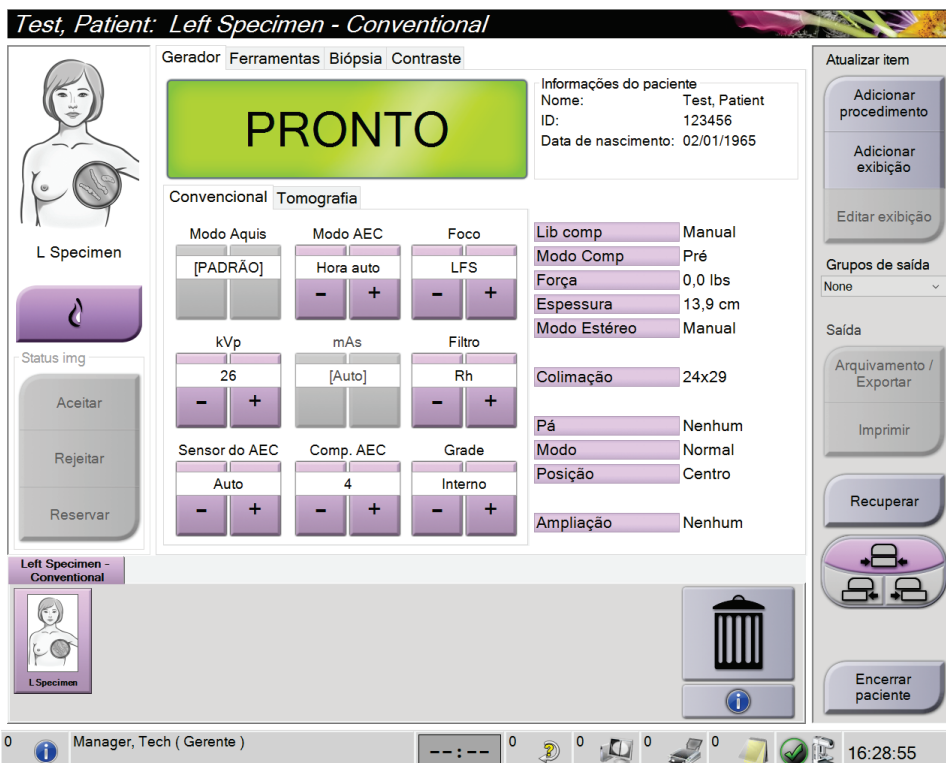 Test, Patient: Left Specimen - Conventional
Gerador Ferramentas Biópsia Contraste
PRONTO
Informações do paciente
Nome: Test, Patient
ID: 123456
Data de nascimento: 02/01/1965
L Specimen
Status img
Aceitar
Rejeitar
Reservar
Convencional Tomografia
Modo Aquis Modo AEC Foco
[PADRÃO] Hora auto LFS
- + - +
kVp mAs Filtro
26 [Auto] Rh
- + - +
Sensor do AEC Comp. AEC Grade
Auto 4 Interno
- + - + - +
Lib comp Manual
Modo Comp Pré
Força 0,0 lbs
Espessura 13,9 cm
Modo Estéreo Manual
Colimação 24x29
Pá Nenhum
Modo Normal
Posição Centro
Ampliação Nenhum
Atualizar item
Adicionar
procedimento
Adicionar
exibição
Editar exibição
Grupos de saída
None
Saída
Arquivamento /
Exportar
Imprimir
Recuperar
Encerrar
paciente
Left Specimen -
Conventional
L Specimen
0 Manager, Tech ( Gerente ) --:-- 0 0 0 0 16:28:55